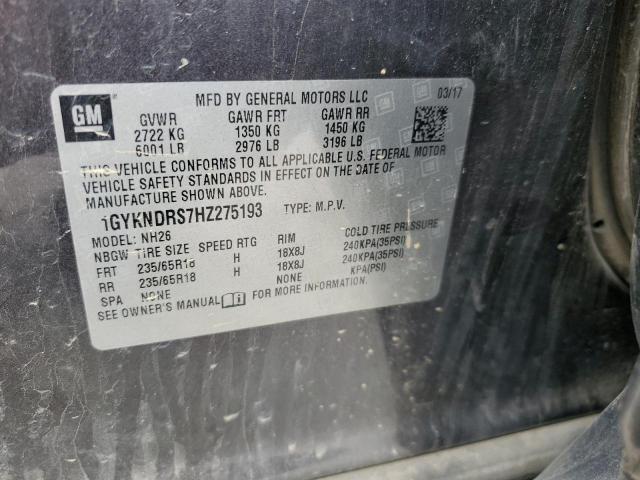 GM
MFD BY GENERAL MOTORS LLC
03/17
GVWR GAWR FRT GAWR RR
2722 KG 1350 KG 1450 KG
6001 LB 2976 LB 3196 LB
THIS VEHICLE CONFORMS TO ALL APPLICABLE U.S. FEDERAL MOTOR
VEHICLE SAFETY STANDARDS IN EFFECT ON THE DATE OF
MANUFACTURE SHOWN ABOVE.
1GYKNDRS7HZ275193 TYPE: M.P.V.
MODEL: NH26
NBGW TIRE SIZE SPEED RTG RIM COLD TIRE PRESSURE
FRT 235/65R18 H 18X8J 240KPA(35PSI)
RR 235/65R18 H 18X8J 240KPA(35PSI)
SPA NONE NONE KPA(PSI)
SEE OWNER'S MANUAL FOR MORE INFORMATION.